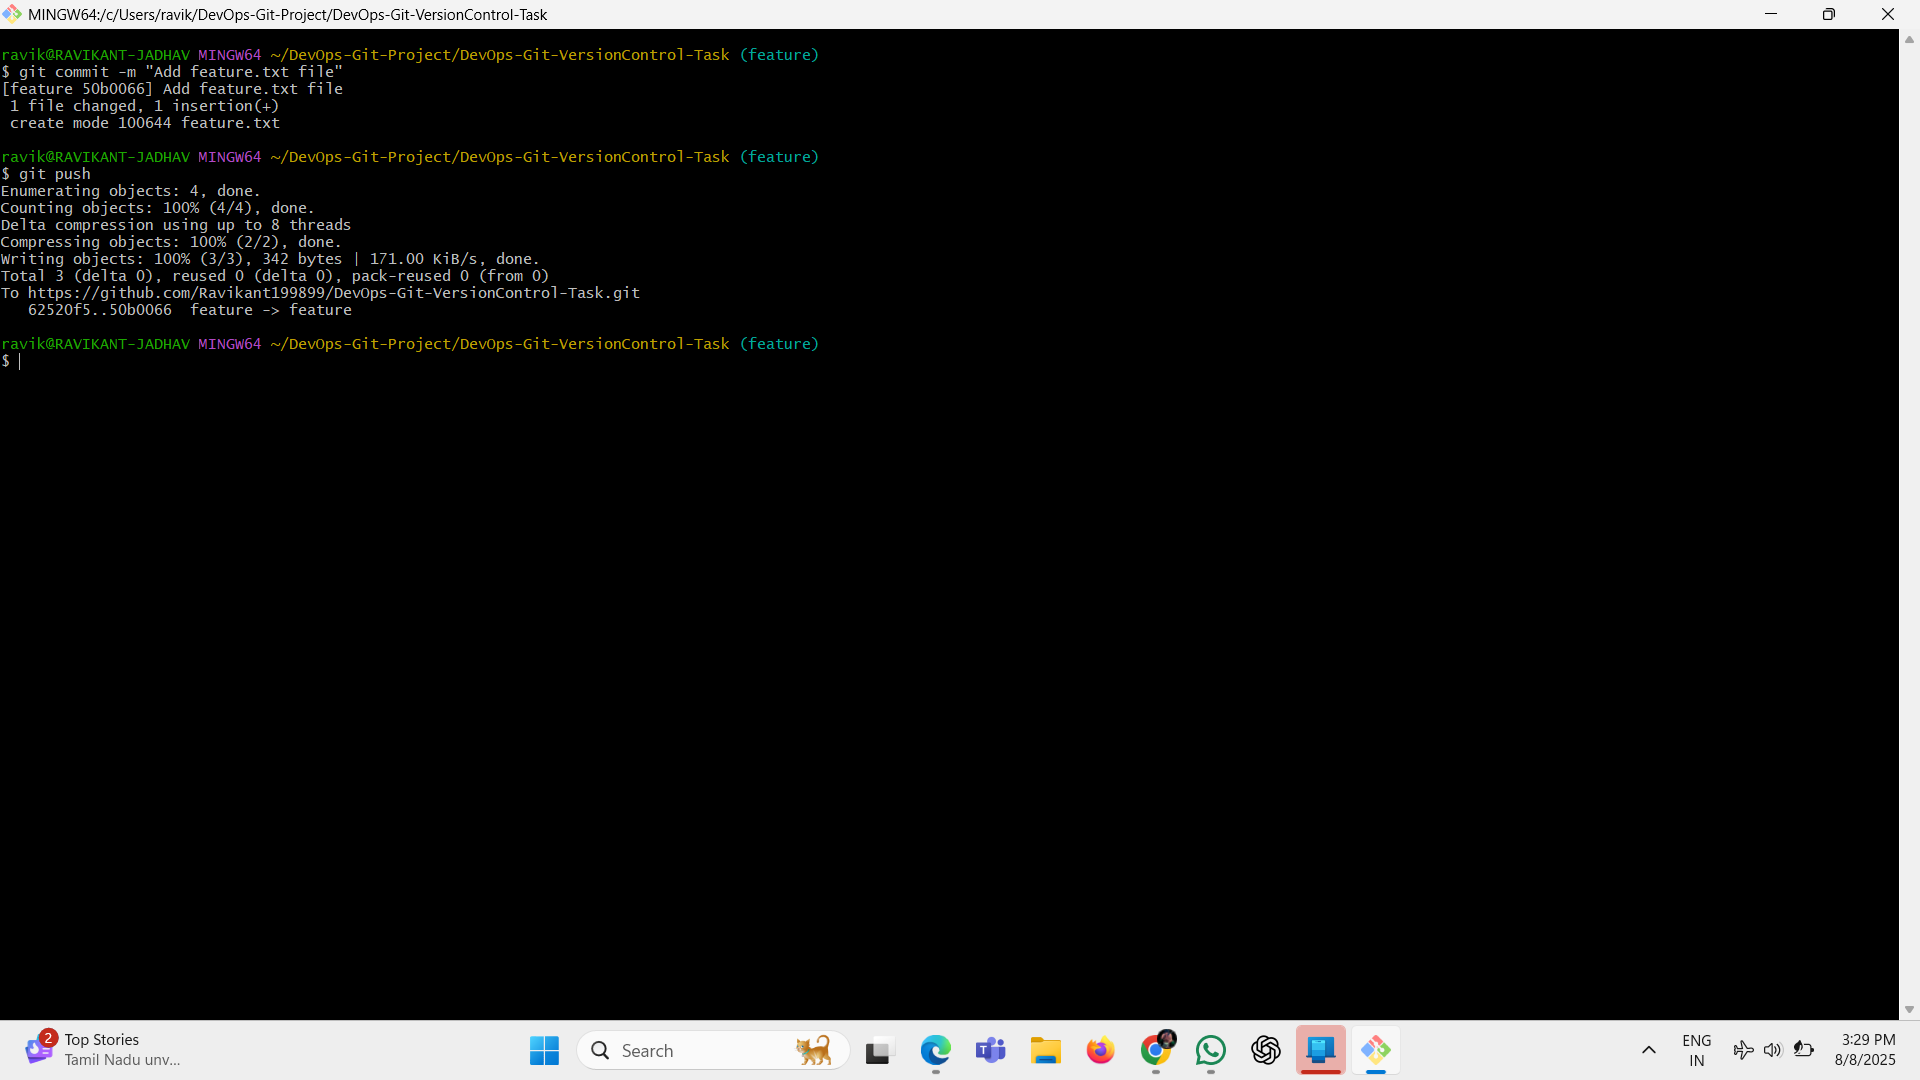 MINGW64:/c/Users/ravik/DevOps-Git-Project/DevOps-Git-VersionControl-Task
ravik@RAVIKANT-JADHAV MINGW64 ~/DevOps-Git-Project/DevOps-Git-VersionControl-Task (feature)
$ git commit -m "Add feature.txt file"
[feature 50b0066] Add feature.txt file
 1 file changed, 1 insertion(+)
 create mode 100644 feature.txt
ravik@RAVIKANT-JADHAV MINGW64 ~/DevOps-Git-Project/DevOps-Git-VersionControl-Task (feature)
$ git push
Enumerating objects: 4, done.
Counting objects: 100% (4/4), done.
Delta compression using up to 8 threads
Compressing objects: 100% (2/2), done.
Writing objects: 100% (3/3), 342 bytes | 171.00 KiB/s, done.
Total 3 (delta 0), reused 0 (delta 0), pack-reused 0 (from 0)
To https://github.com/Ravikant199899/DevOps-Git-VersionControl-Task.git
   62520f5..50b0066  feature -> feature
ravik@RAVIKANT-JADHAV MINGW64 ~/DevOps-Git-Project/DevOps-Git-VersionControl-Task (feature)
$
2
Top Stories
Tamil Nadu unv...
Search
ENG
IN
3:29 PM
8/8/2025